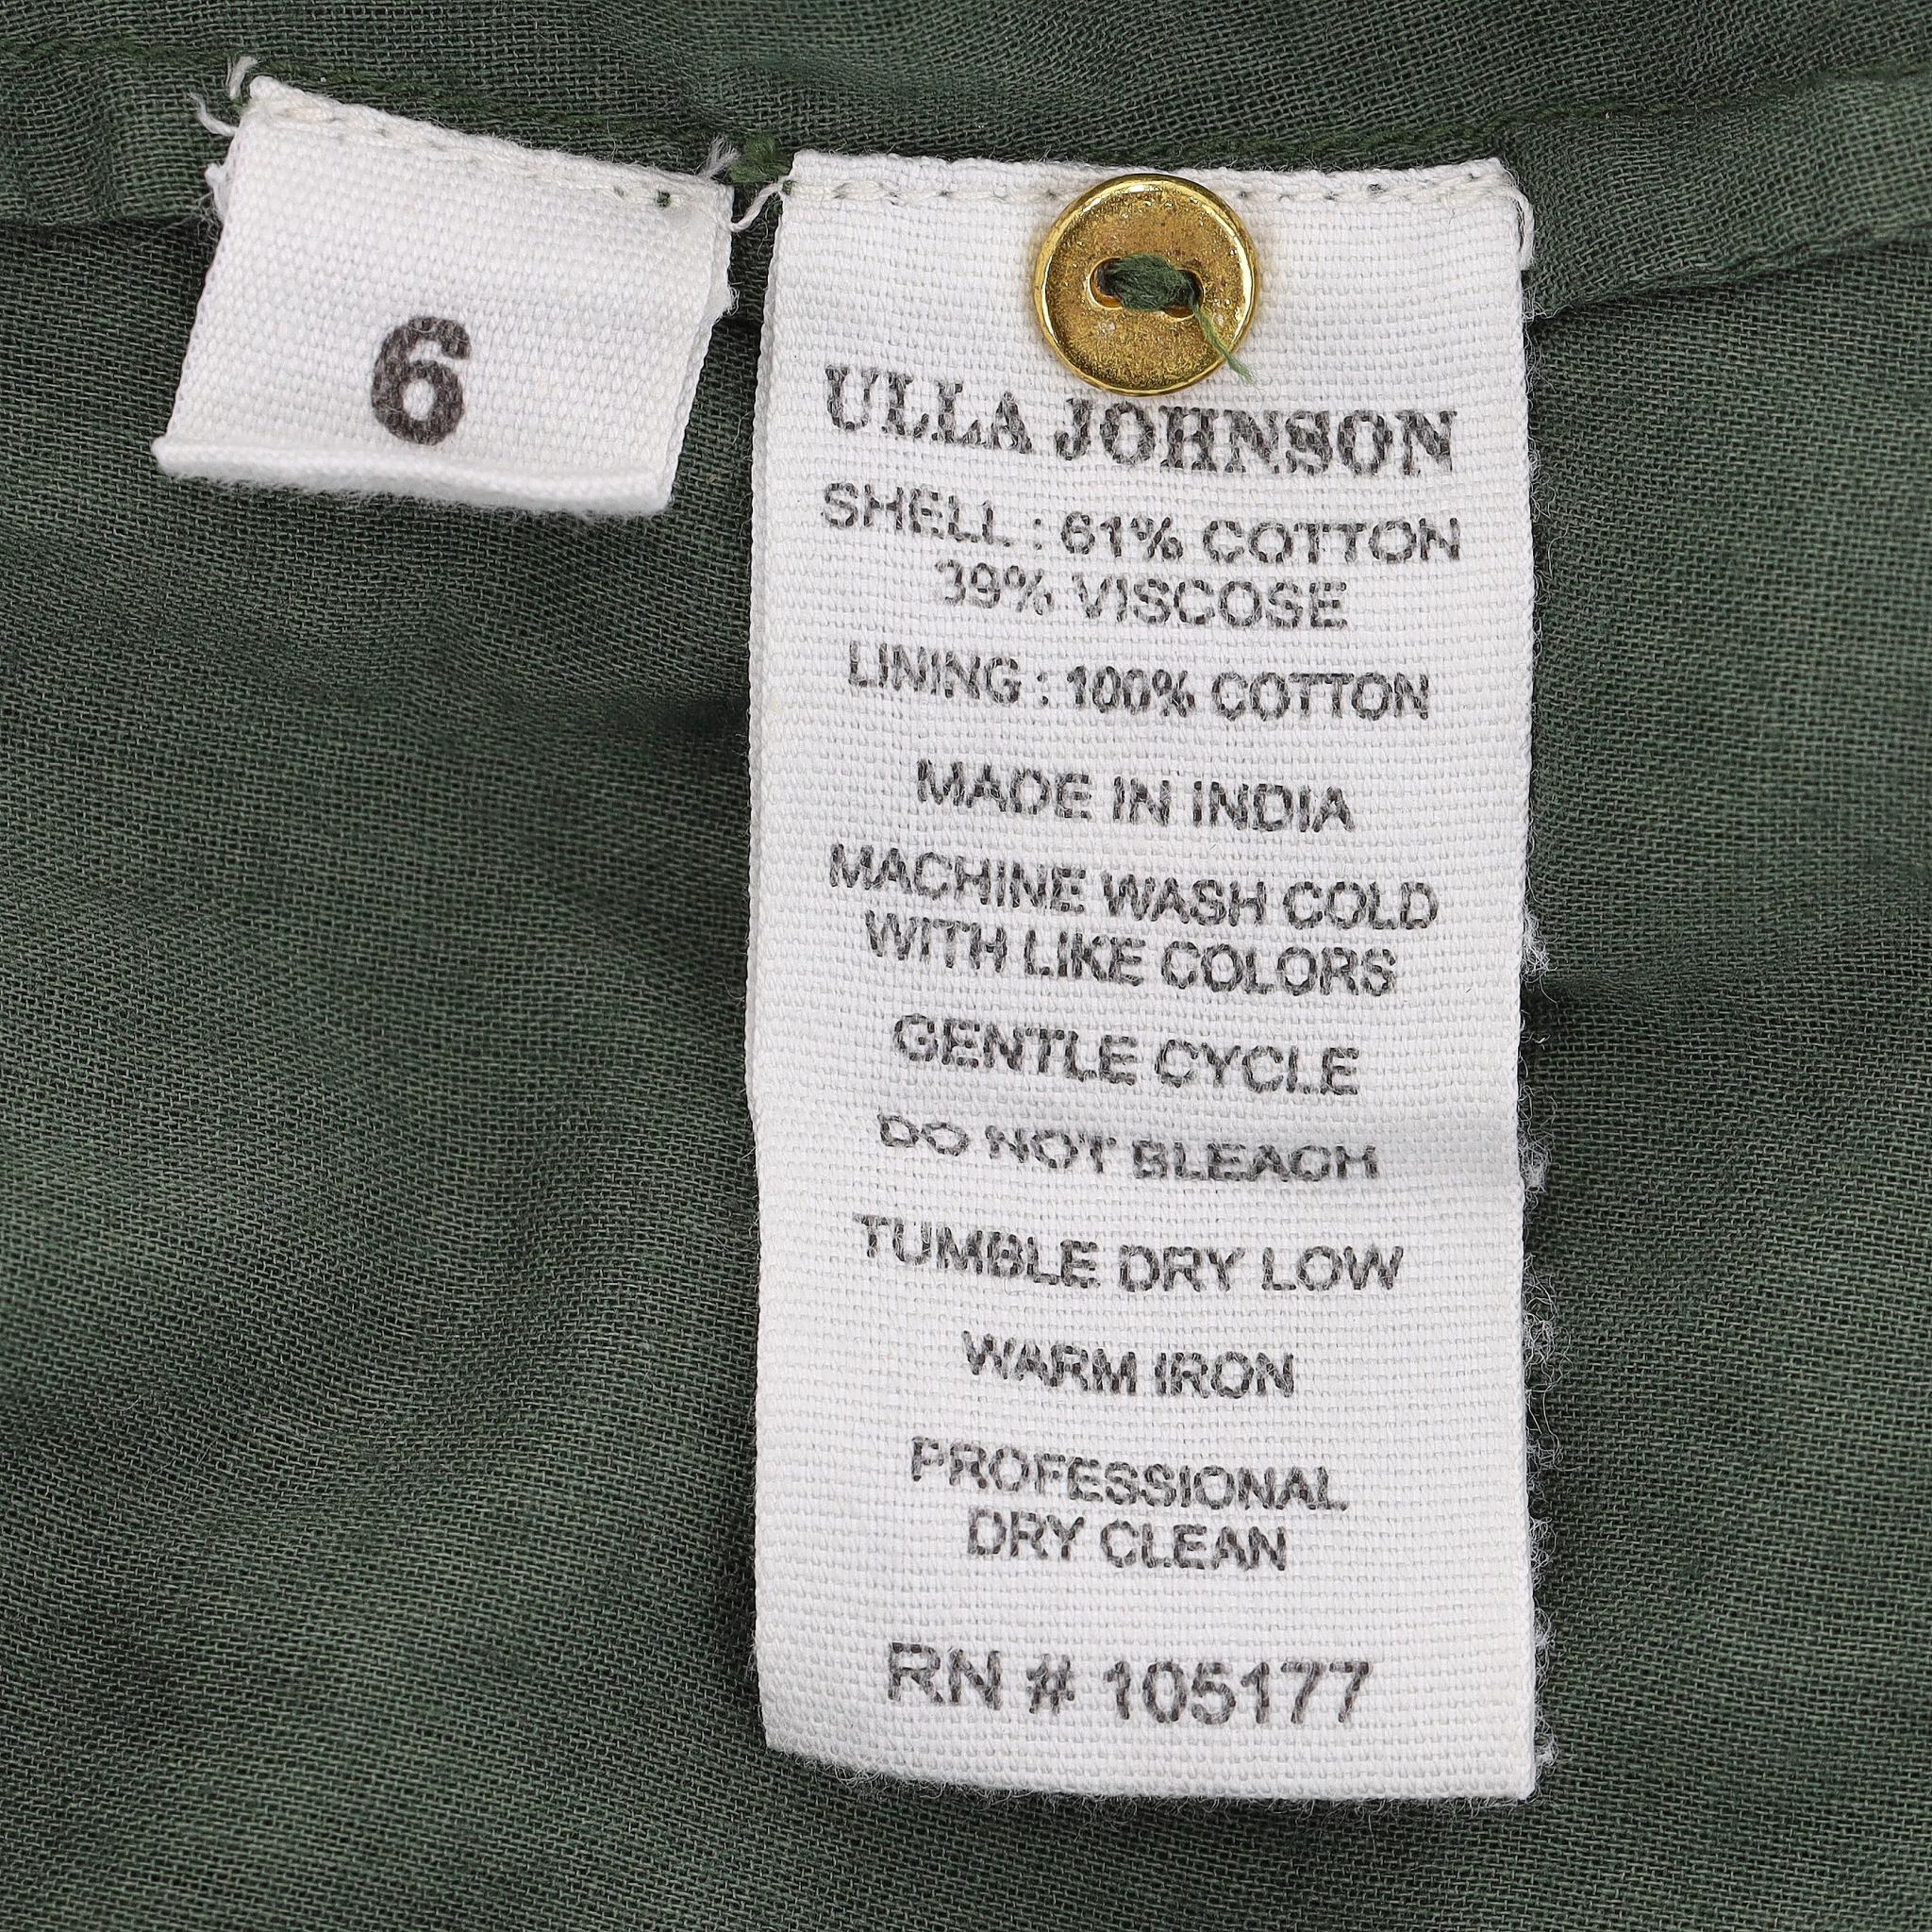 6
ULLA JOHNSON
SHELL : 61% COTTON
39% VISCOSE
LINING : 100% COTTON
MADE IN INDIA
MACHINE WASH COLD
WITH LIKE COLORS
GENTLE CYCLE
DO NOT BLEACH
TUMBLE DRY LOW
WARM IRON
PROFESSIONAL
DRY CLEAN
RN # 105177